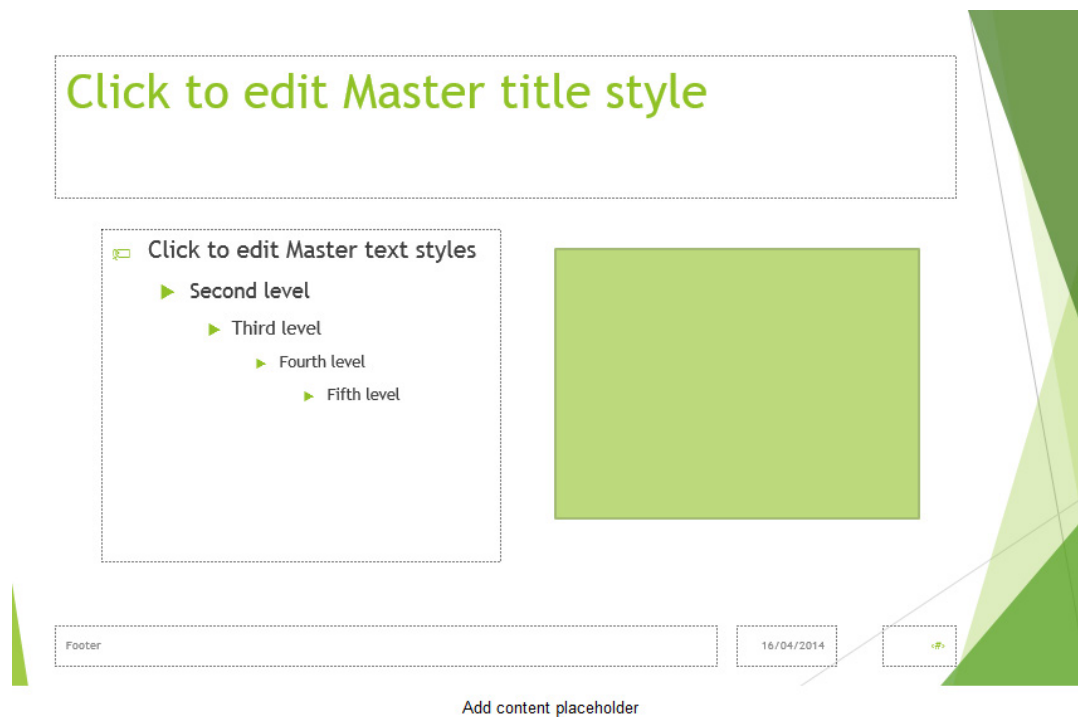 Click to edit Master title style
Click to edit Master text styles
Second level
Third level
Fourth level
Fifth level
Footer
16/04/2014
‹#›
Add content placeholder